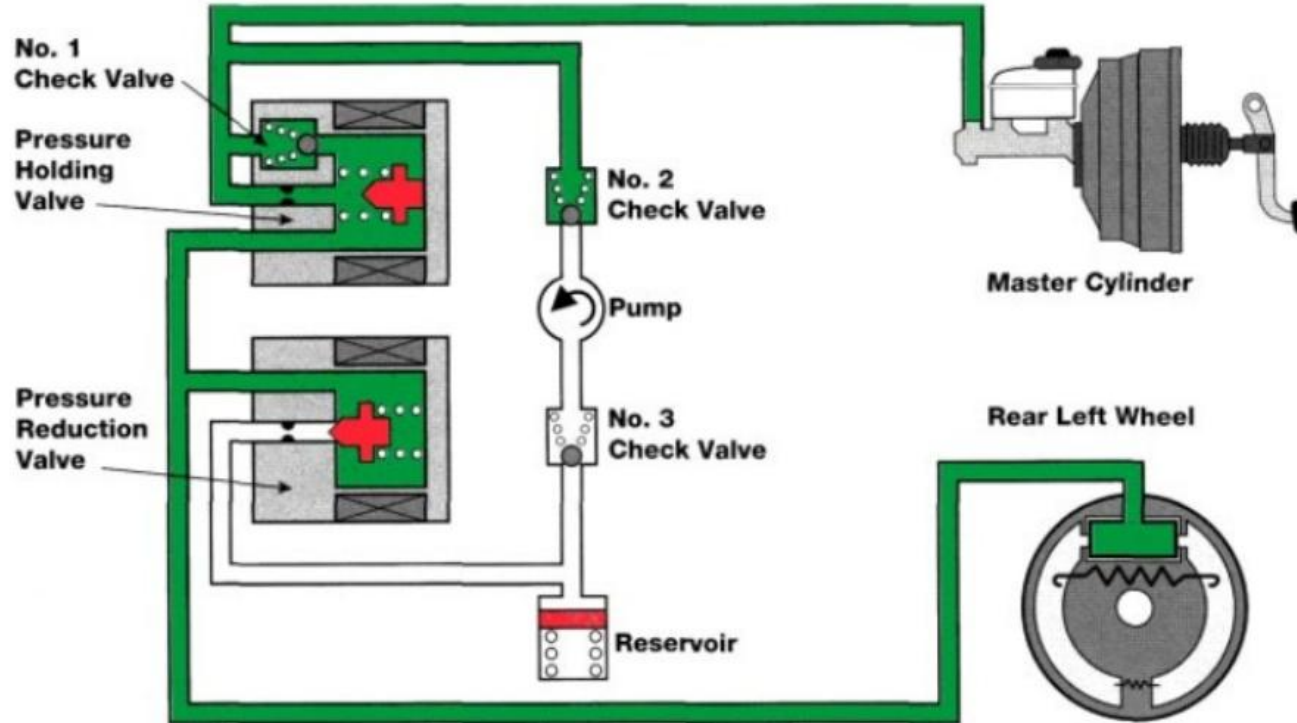 No. 1
Check Valve
Pressure
Holding
Valve
No. 2
Check Valve
Master Cylinder
Pump
Pressure
Reduction
Valve
No. 3
Check Valve
Rear Left Wheel
Reservoir